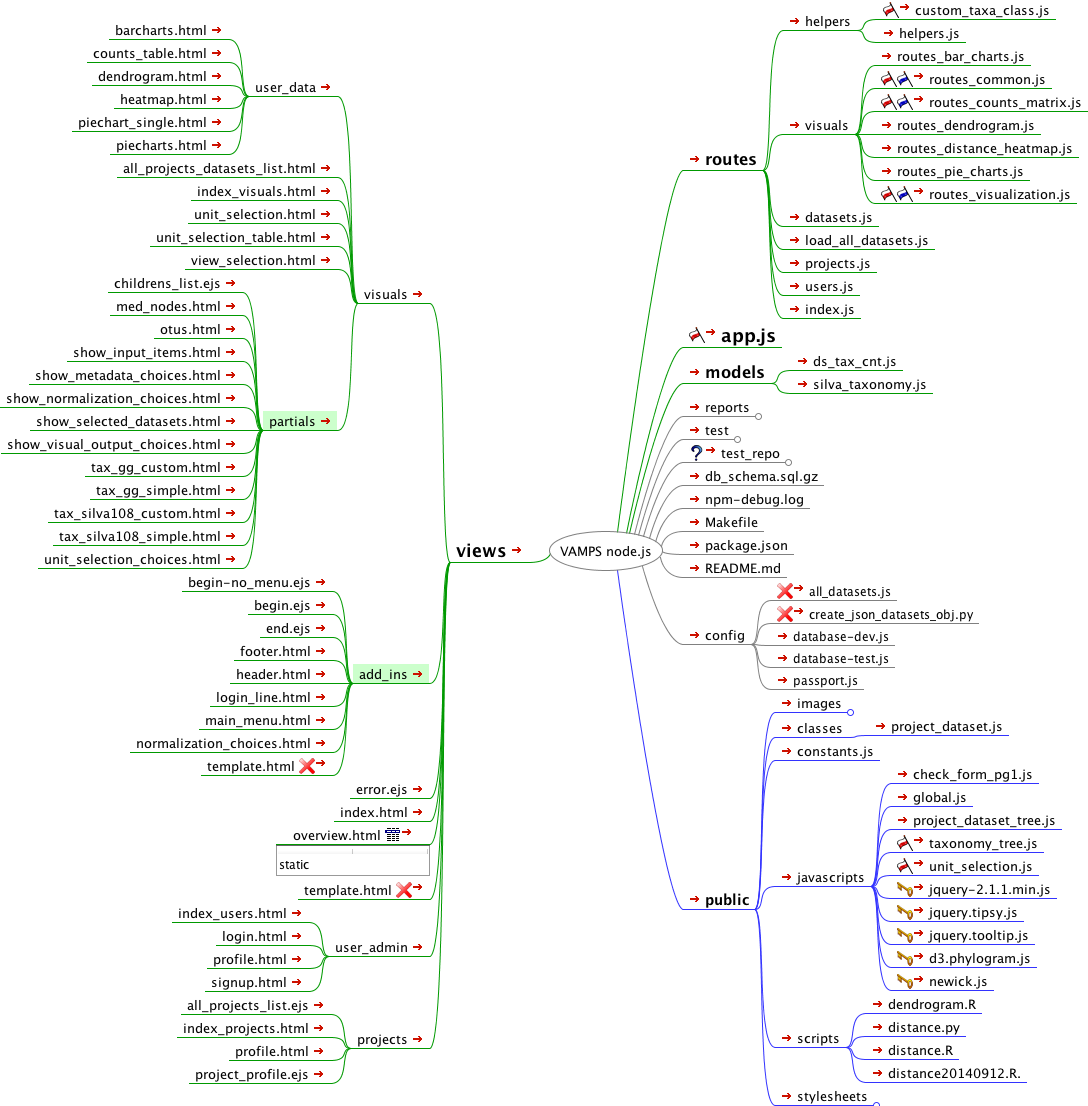 VAMPS node.js
views
visuals
user_data
barcharts.html
counts_table.html
dendrogram.html
heatmap.html
piechart_single.html
piecharts.html
all_projects_datasets_list.html
index_visuals.html
unit_selection.html
unit_selection_table.html
view_selection.html
partials
childrens_list.ejs
med_nodes.html
otus.html
show_input_items.html
show_metadata_choices.html
show_normalization_choices.html
show_selected_datasets.html
show_visual_output_choices.html
tax_gg_custom.html
tax_gg_simple.html
tax_silva108_custom.html
tax_silva108_simple.html
unit_selection_choices.html
add_ins
begin-no_menu.ejs
begin.ejs
end.ejs
footer.html
header.html
login_line.html
main_menu.html
normalization_choices.html
template.html
error.ejs
index.html
overview.html
static
template.html
user_admin
index_users.html
login.html
profile.html
signup.html
projects
all_projects_list.ejs
index_projects.html
profile.html
project_profile.ejs
routes
helpers
custom_taxa_class.js
helpers.js
visuals
routes_bar_charts.js
routes_common.js
routes_counts_matrix.js
routes_dendrogram.js
routes_distance_heatmap.js
routes_pie_charts.js
routes_visualization.js
datasets.js
load_all_datasets.js
projects.js
users.js
index.js
app.js
models
ds_tax_cnt.js
silva_taxonomy.js
reports
test
test_repo
db_schema.sql.gz
npm-debug.log
Makefile
package.json
README.md
config
all_datasets.js
create_json_datasets_obj.py
database-dev.js
database-test.js
passport.js
public
images
classes
project_dataset.js
constants.js
javascripts
check_form_pg1.js
global.js
project_dataset_tree.js
taxonomy_tree.js
unit_selection.js
jquery-2.1.1.min.js
jquery.tipsy.js
jquery.tooltip.js
d3.phylogram.js
newick.js
scripts
dendrogram.R
distance.py
distance.R
distance20140912.R.
stylesheets